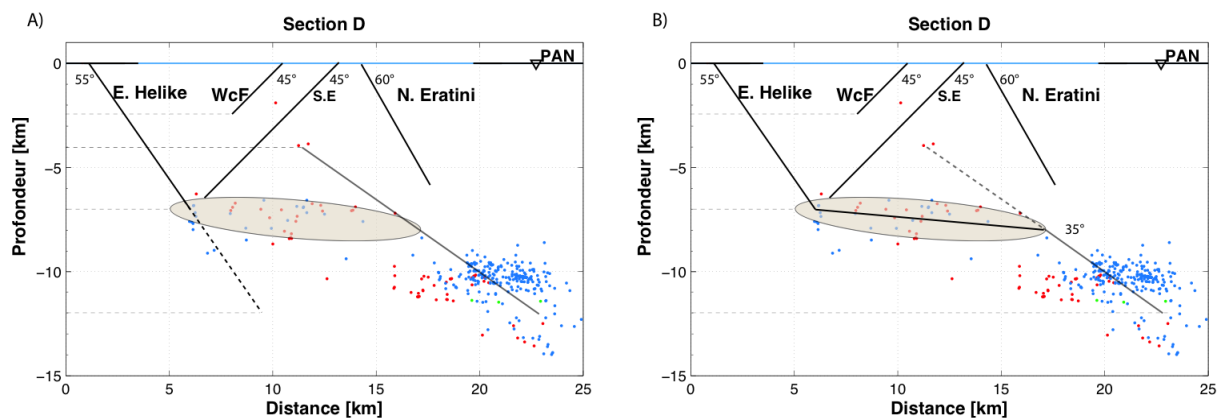 A)
Section D
0
-5
-10
-15
Profondeur [km]
55°
E. Helike
WcF
45°
45°
S.E
60°
N. Eratini
PAN
0
5
10
15
20
25
Distance [km]
B)
Section D
0
-5
-10
-15
Profondeur [km]
55°
E. Helike
WcF
45°
45°
S.E
60°
N. Eratini
PAN
35°
0
5
10
15
20
25
Distance [km]